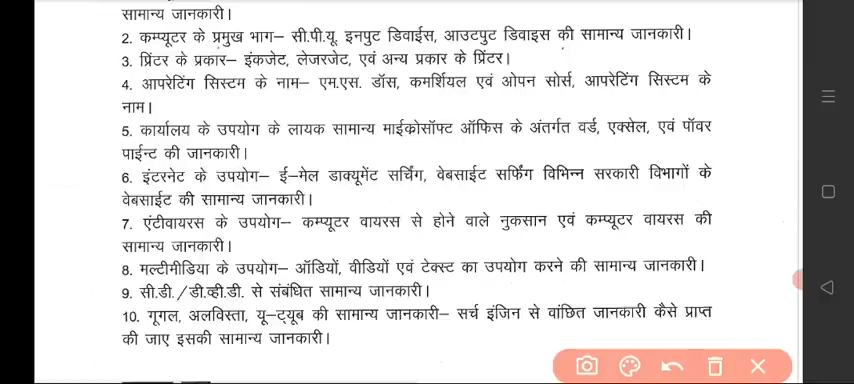 सामान्य जानकारी।
2. कम्प्यूटर के प्रमुख भाग– सी.पी.यू. इनपुट डिवाईस, आउटपुट डिवाइस की सामान्य जानकारी।
3. प्रिंटर के प्रकार– इंकजेट, लेजरजेट, एवं अन्य प्रकार के प्रिंटर।
4. आपरेटिंग सिस्टम के नाम– एम.एस. डॉस, कमर्शियल एवं ओपन सोर्स, आपरेटिंग सिस्टम के
नाम।
5. कार्यालय के उपयोग के लायक सामान्य माईक्रोसॉफ्ट ऑफिस के अंतर्गत वर्ड, एक्सेल, एवं पॉवर
पाईन्ट की जानकारी।
6. इंटरनेट के उपयोग– ई–मेल डाक्यूमेंट सर्चिंग, वेबसाईट सर्फिंग विभिन्न सरकारी विभागों के
वेबसाईट की सामान्य जानकारी।
7. एंटीवायरस के उपयोग– कम्प्यूटर वायरस से होने वाले नुकसान एवं कम्प्यूटर वायरस की
सामान्य जानकारी।
8. मल्टीमीडिया के उपयोग– ऑडियों, वीडियों एवं टेक्स्ट का उपयोग करने की सामान्य जानकारी।
9. सी.डी./डी.व्ही.डी. से संबंधित सामान्य जानकारी।
10. गूगल, अलविस्ता, यू–ट्यूब की सामान्य जानकारी– सर्च इंजिन से वांछित जानकारी कैसे प्राप्त
की जाए इसकी सामान्य जानकारी।